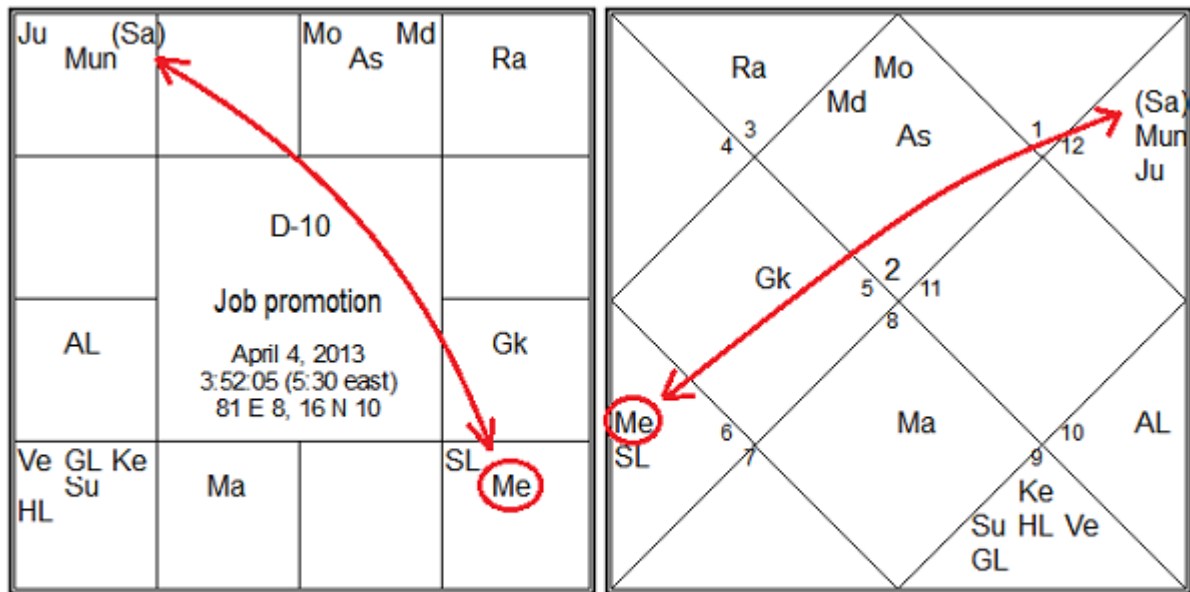 Ju (Sa)
Mun
Mo Md
As
Ra
D-10
Job promotion
April 4, 2013
3:52:05 (5:30 east)
81 E 8, 16 N 10
AL
Gk
Ve GL Ke
Su
HL
Ma
SL
Me
Ra
Mo
Md
As
(Sa)
Mun
Ju
3
4
1
12
Gk
2
5
11
8
Me
SL
6
7
Ma
10
9
AL
Ke
Su HL Ve
GL